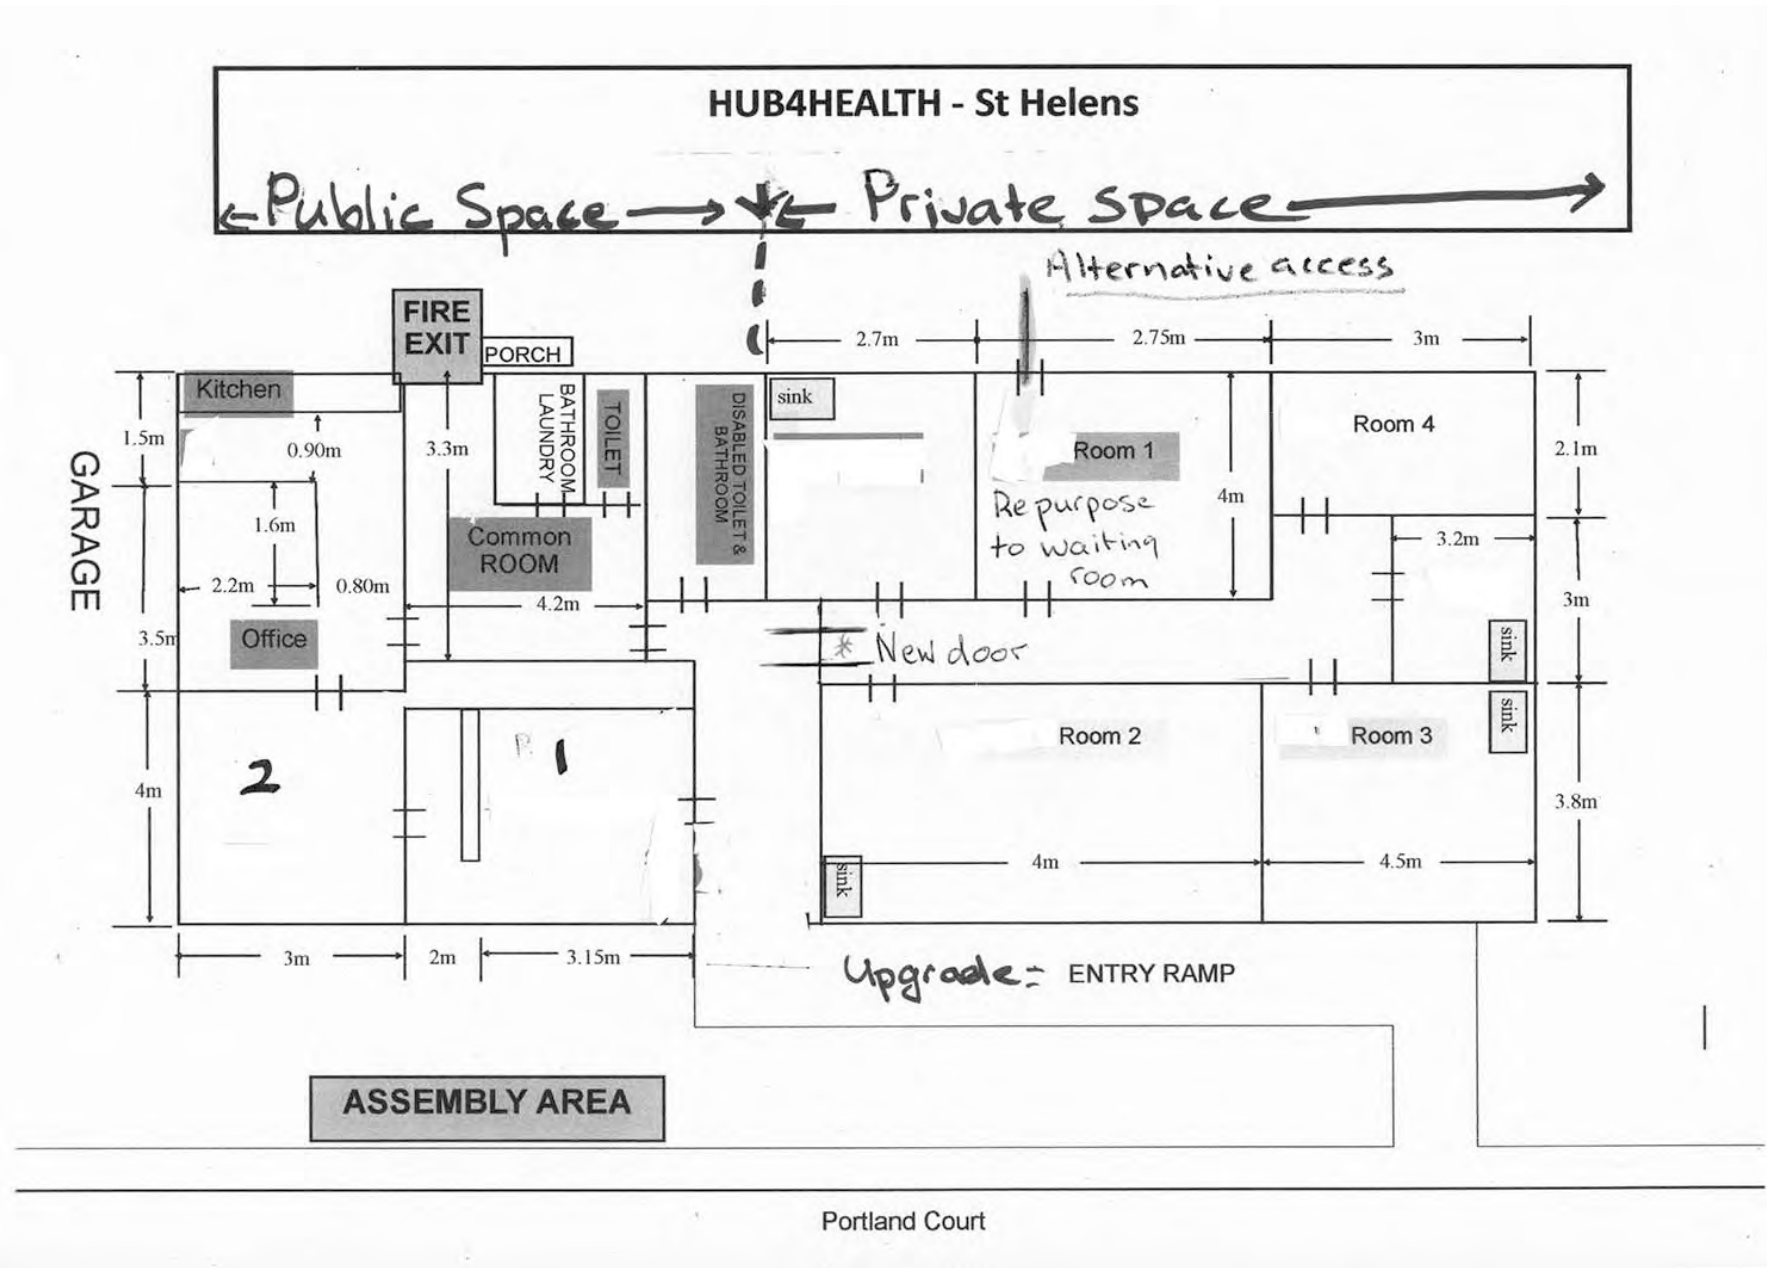 HUB4HEALTH - St Helens
Public Space
Private space
Alternative access
FIRE
EXIT
PORCH
2.7m
2.75m
3m
Kitchen
BATHROOM
LAUNDRY
TOILET
DISABLED TOILET &
BATHROOM
sink
Room 1
Room 4
1.5m
0.90m
3.3m
2.1m
GARAGE
1.6m
Common
ROOM
Repurpose
to waiting
room
4m
3.2m
2.2m
0.80m
4.2m
3m
3.5m
Office
* New door
sink
sink
Room 2
Room 3
1
2
4m
3.8m
sink
4m
4.5m
3m
2m
3.15m
Upgrade = ENTRY RAMP
ASSEMBLY AREA
Portland Court